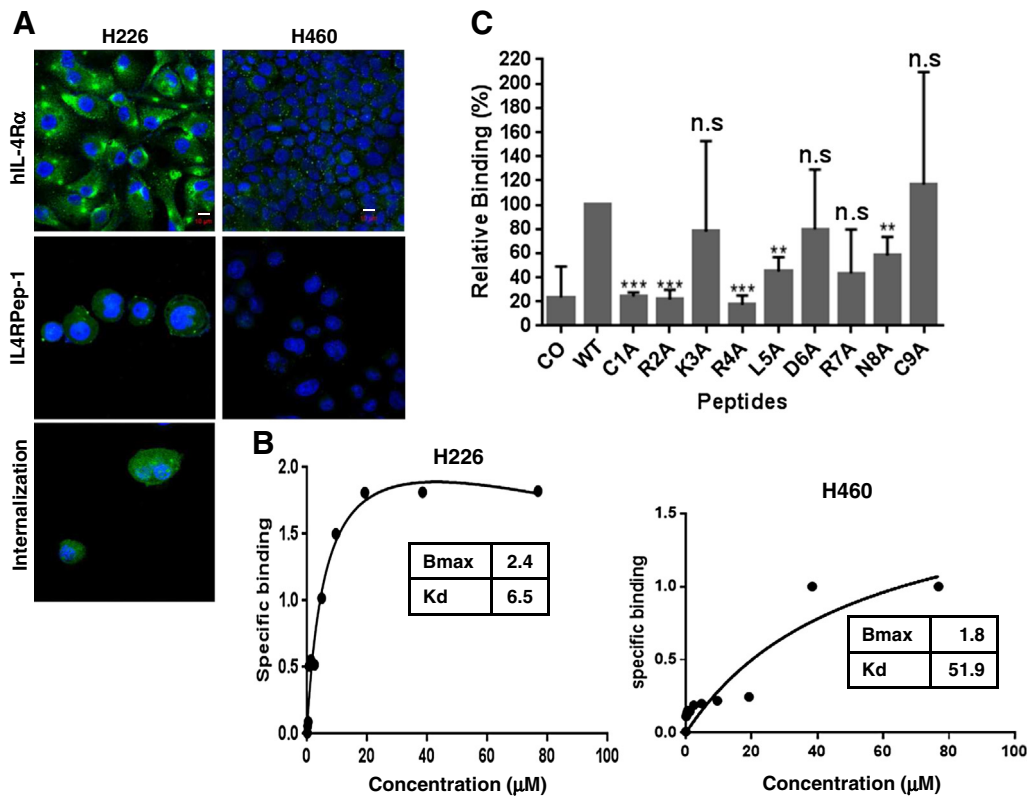 A
H226
H460
hIL-4Rα
IL4RPep-1
Internalization
C
Relative Binding (%)
220
200
180
160
140
120
100
80
60
40
20
0
***
***
n.s
***
**
n.s
n.s
**
n.s
CO
WT
C1A
R2A
K3A
R4A
L5A
D6A
R7A
N8A
C9A
Peptides
B
H226
Specific binding
2.0
1.5
1.0
0.5
0.0
Bmax 2.4
Kd 6.5
0 20 40 60 80 100
Concentration (μM)
H460
specific binding
1.5
1.0
0.5
0.0
Bmax 1.8
Kd 51.9
0 20 40 60 80 100
Concentration (μM)